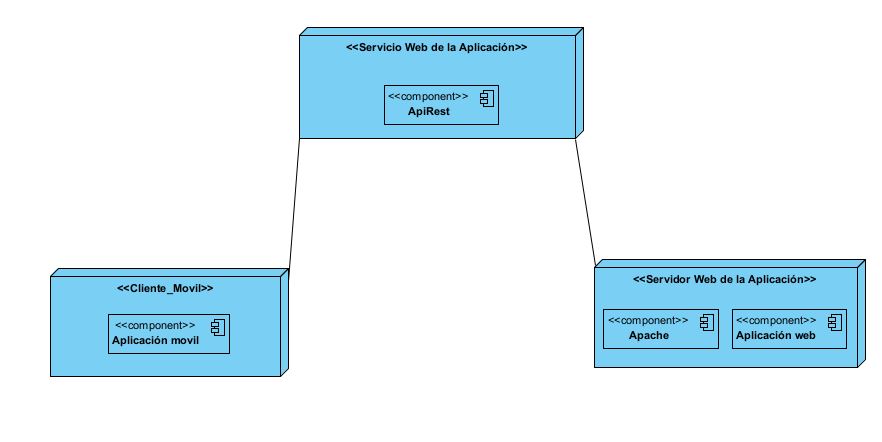 <<Servicio Web de la Aplicación>>
<<component>>
ApiRest
<<Cliente_Movil>>
<<component>>
Aplicación movil
<<Servidor Web de la Aplicación>>
<<component>>
Apache
<<component>>
Aplicación web